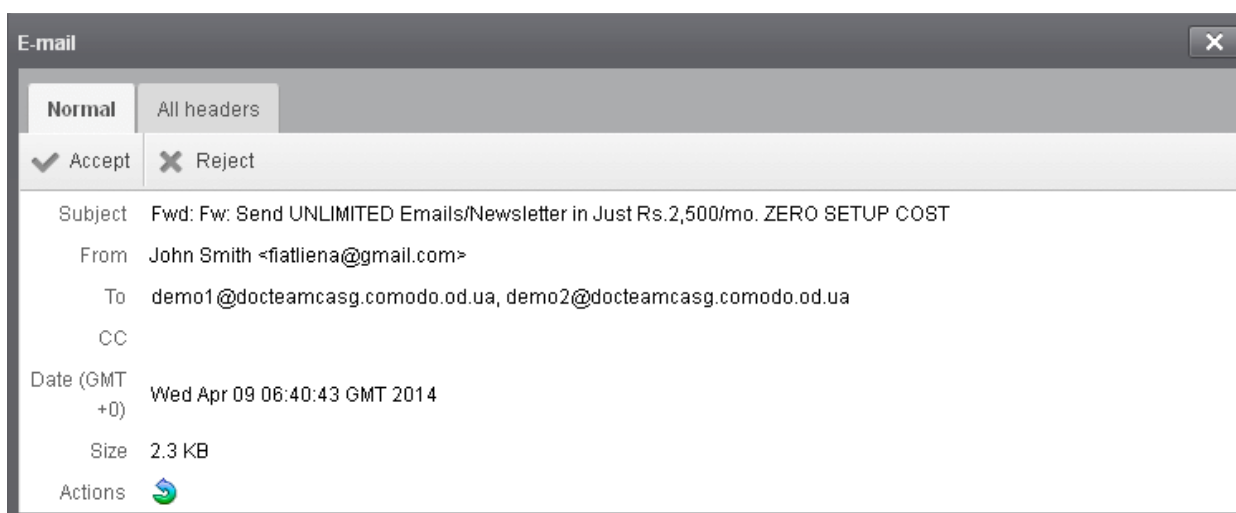 E-mail
Normal All headers
Accept Reject
Subject Fwd: Fw: Send UNLIMITED Emails/Newsletter in Just Rs.2,500/mo. ZERO SETUP COST
From John Smith <fiatliena@gmail.com>
To demo1@docteamcasg.comodo.od.ua, demo2@docteamcasg.comodo.od.ua
CC
Date (GMT
+0) Wed Apr 09 06:40:43 GMT 2014
Size 2.3 KB
Actions